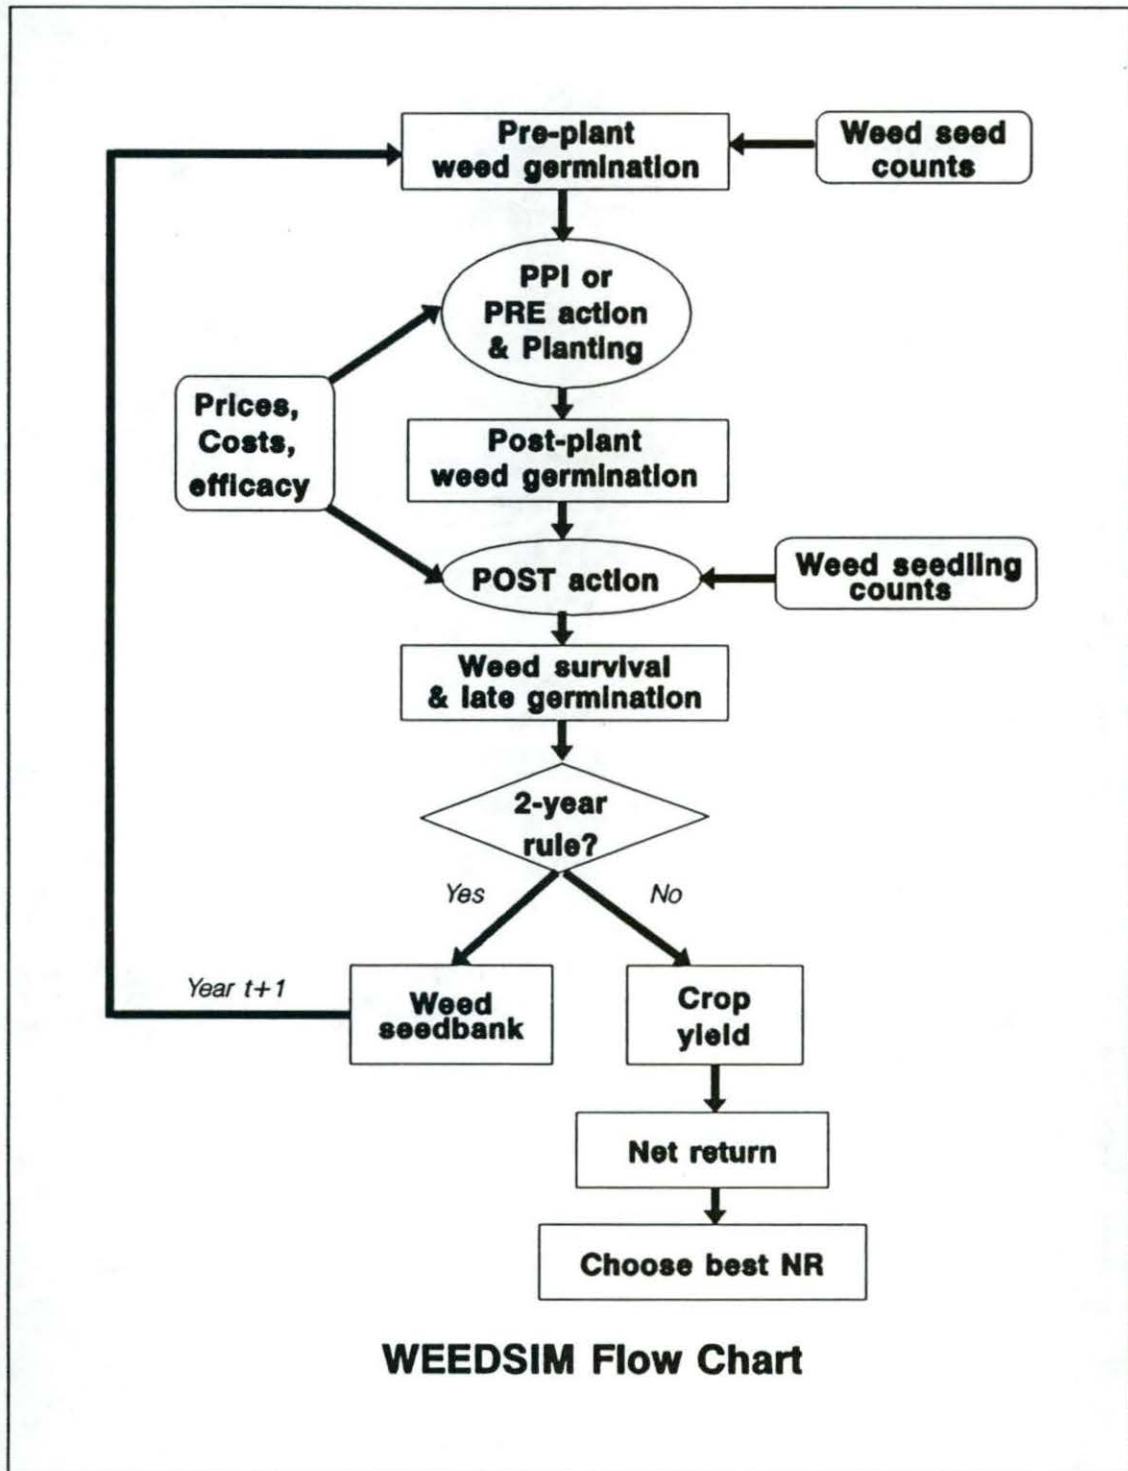 Pre-plant
weed germination
Weed seed
counts
PPI or
PRE action
& Planting
Prices,
Costs,
efficacy
Post-plant
weed germination
POST action
Weed seedling
counts
Weed survival
& late germination
2-year
rule?
Yes
No
Year t+1
Weed
seedbank
Crop
yield
Net return
Choose best NR
WEEDSIM Flow Chart